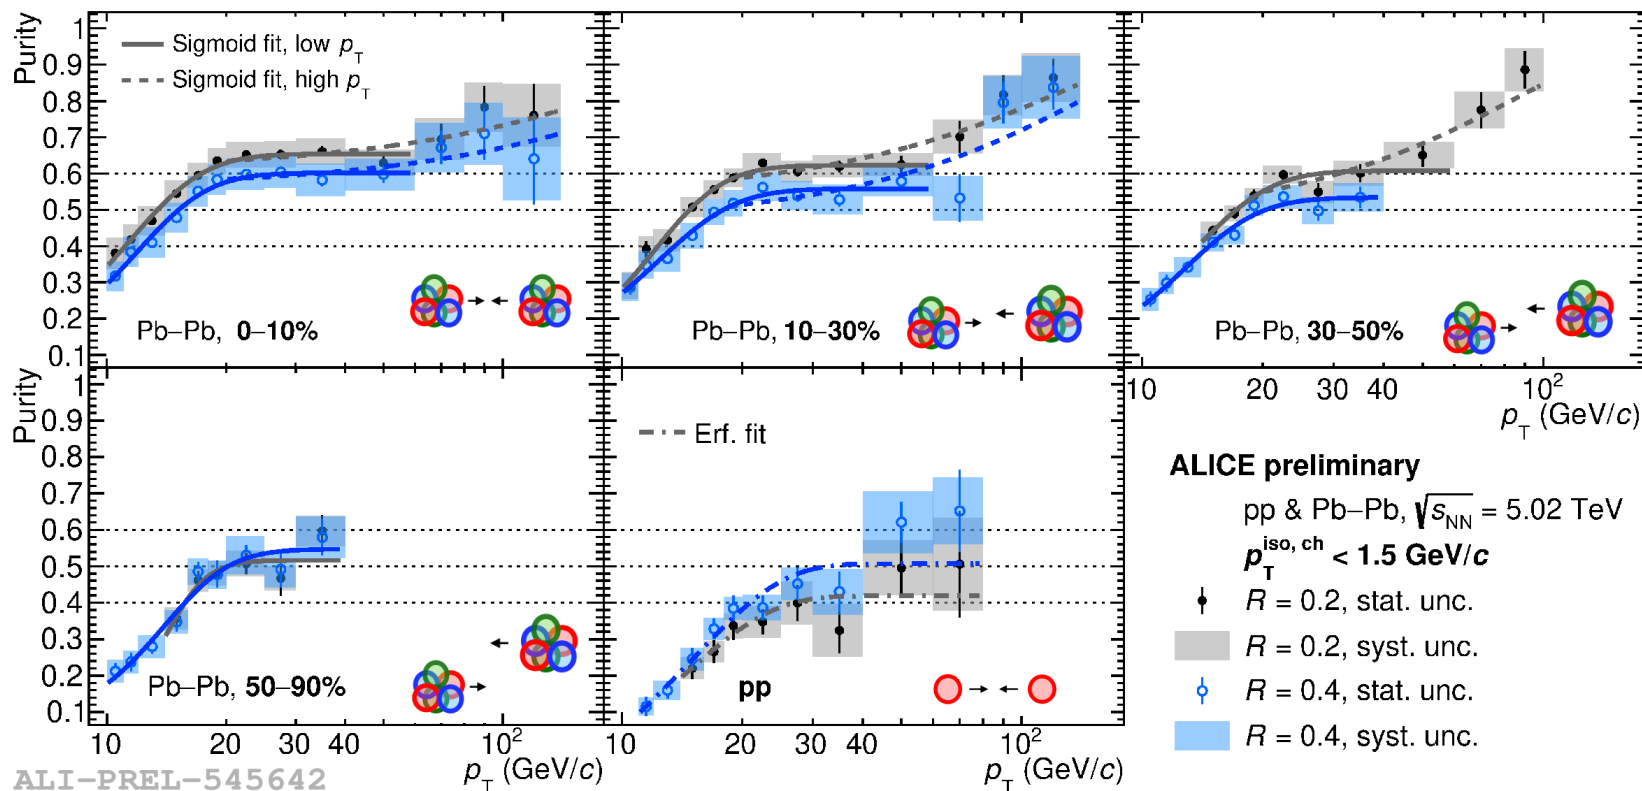 Purity
1
0.9
0.8
0.7
0.6
0.5
0.4
0.3
0.2
0.1
Sigmoid fit, low pT
Sigmoid fit, high pT
Pb–Pb, 0–10%
Pb–Pb, 10–30%
Pb–Pb, 30–50%
10 20 30 40 10²
pT (GeV/c)
Purity
1
0.9
0.8
0.7
0.6
0.5
0.4
0.3
0.2
0.1
Pb–Pb, 50–90%
10 20 30 40 10²
pT (GeV/c)
Erf. fit
pp
20 30 40 10²
pT (GeV/c)
ALICE preliminary
pp & Pb–Pb, √sNN = 5.02 TeV
pT^iso, ch < 1.5 GeV/c
R = 0.2, stat. unc.
R = 0.2, syst. unc.
R = 0.4, stat. unc.
R = 0.4, syst. unc.
ALI-PREL-545642